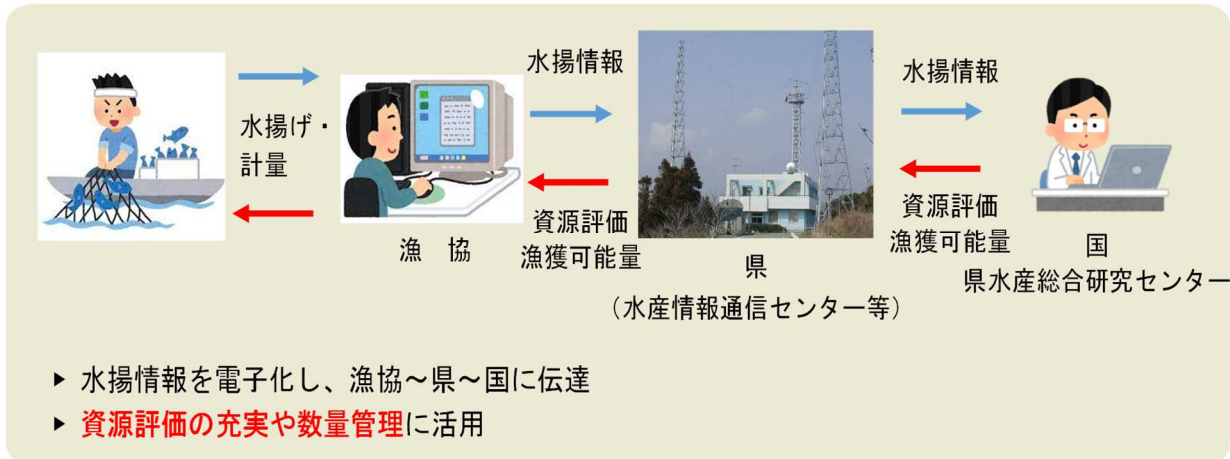 水揚げ・
計量
漁　協
水揚情報
資源評価
漁獲可能量
県
（水産情報通信センター等）
水揚情報
資源評価
漁獲可能量
国
県水産総合研究センター
▶ 水揚情報を電子化し、漁協～県～国に伝達
▶ 資源評価の充実や数量管理に活用